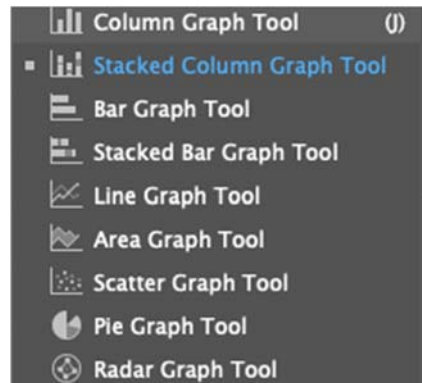 Column Graph Tool (J)
Stacked Column Graph Tool
Bar Graph Tool
Stacked Bar Graph Tool
Line Graph Tool
Area Graph Tool
Scatter Graph Tool
Pie Graph Tool
Radar Graph Tool